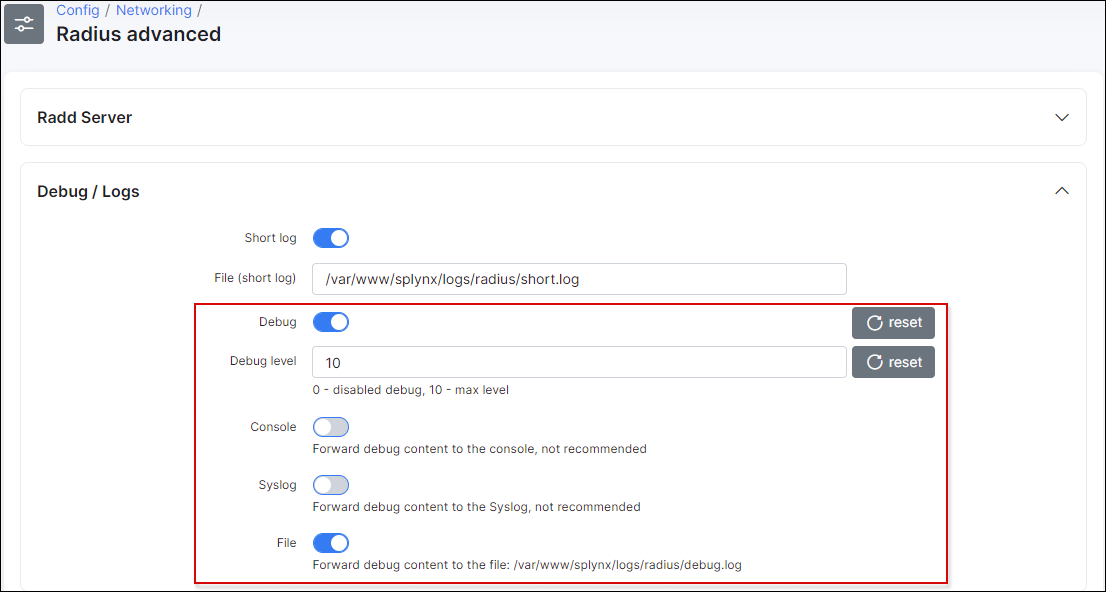 Config / Networking /
Radius advanced
Radd Server
Debug / Logs
Short log
File (short log) /var/www/splynx/logs/radius/short.log
Debug reset
Debug level 10 reset
0 - disabled debug, 10 - max level
Console
Forward debug content to the console, not recommended
Syslog
Forward debug content to the Syslog, not recommended
File
Forward debug content to the file: /var/www/splynx/logs/radius/debug.log